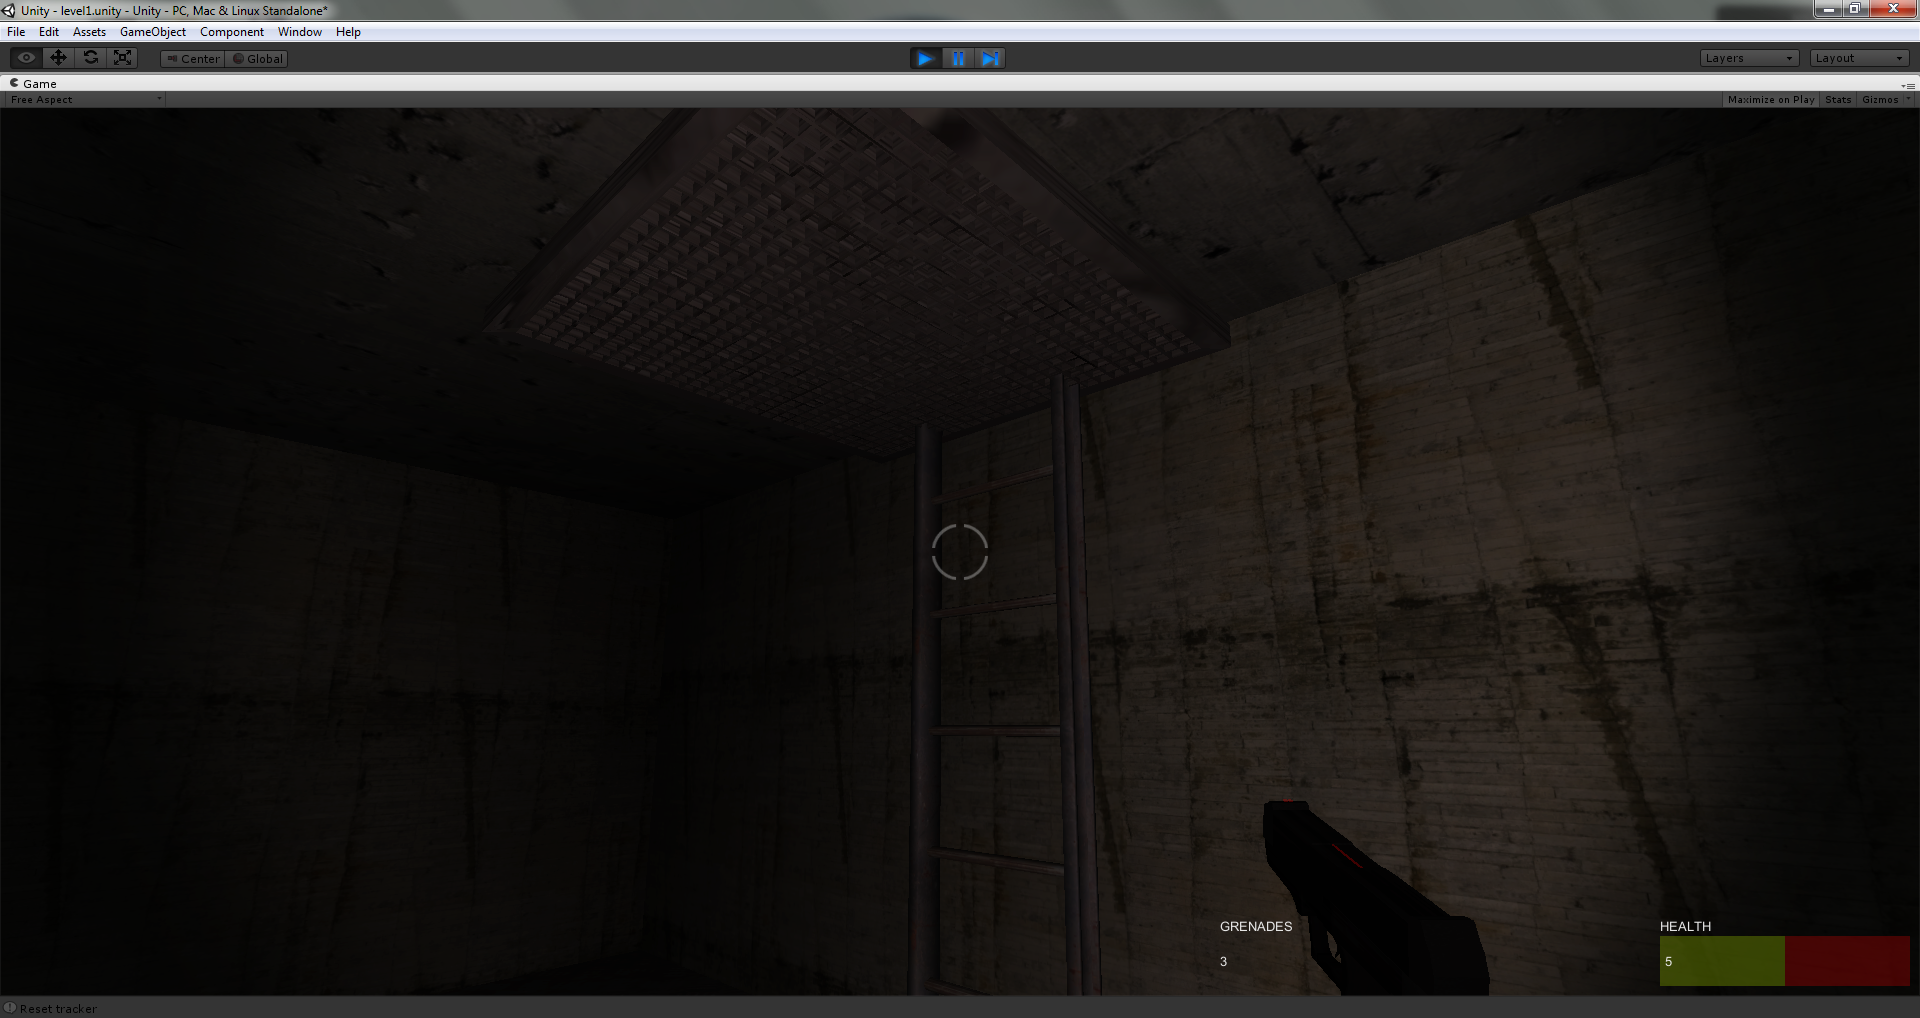 Unity - level1.unity - Unity - PC, Mac & Linux Standalone*
File Edit Assets GameObject Component Window Help
Center Global Layers Layout
Game
Free Aspect Maximize on Play Stats Gizmos
GRENADES HEALTH
3 5
Reset tracker